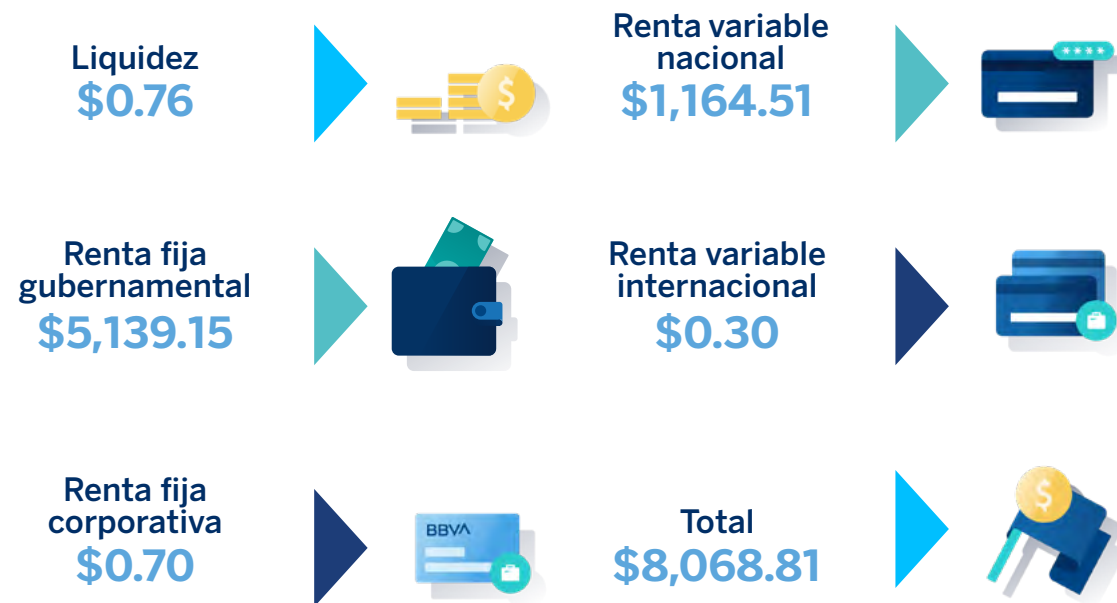 Liquidez
$0.76
Renta variable
nacional
$1,164.51
****
$
Renta fija
gubernamental
$5,139.15
Renta variable
internacional
$0.30
Renta fija
corporativa
$0.70
BBVA
Total
$8,068.81
$